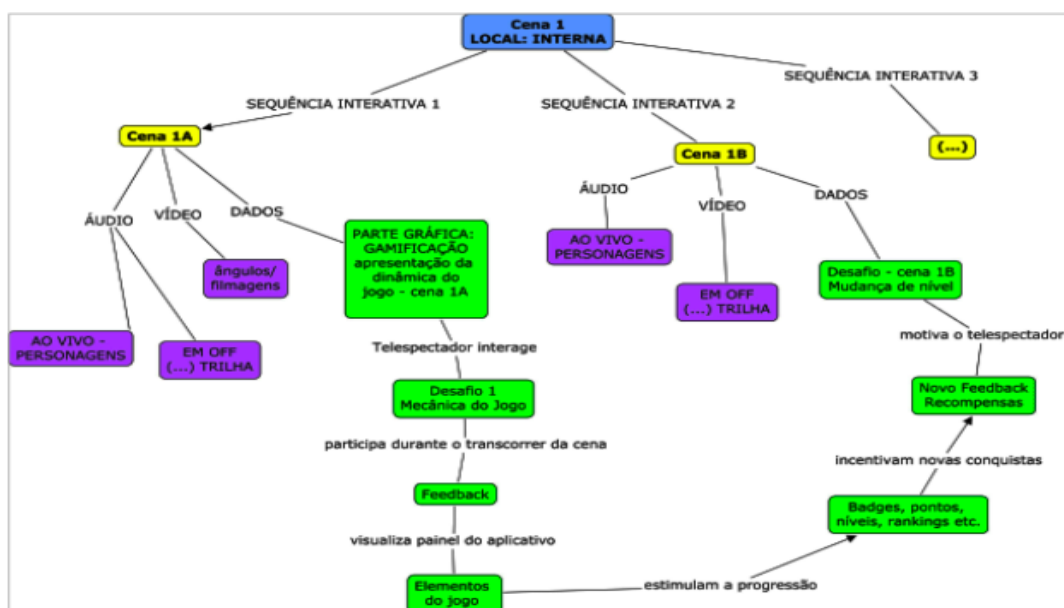 Cena 1
LOCAL: INTERNA
SEQUÊNCIA INTERATIVA 3
SEQUÊNCIA INTERATIVA 1
SEQUÊNCIA INTERATIVA 2
Cena 1A
Cena 1B
(...)
ÁUDIO
VÍDEO
DADOS
ÁUDIO
VÍDEO
DADOS
PARTE GRÁFICA:
GAMIFICAÇÃO
apresentação da
dinâmica do
jogo - cena 1A
AO VIVO -
PERSONAGENS
ângulos/
filmagens
Desafio - cena 1B
Mudança de nível
EM OFF
(...) TRILHA
AO VIVO -
PERSONAGENS
EM OFF
(...) TRILHA
Telespectador interage
motiva o telespectador
Desafio 1
Mecânica do Jogo
Novo Feedback
Recompensas
participa durante o transcorrer da cena
incentivam novas conquistas
Feedback
Badges, pontos,
níveis, rankings etc.
visualiza painel do aplicativo
Elementos
do jogo
estimulam a progressão